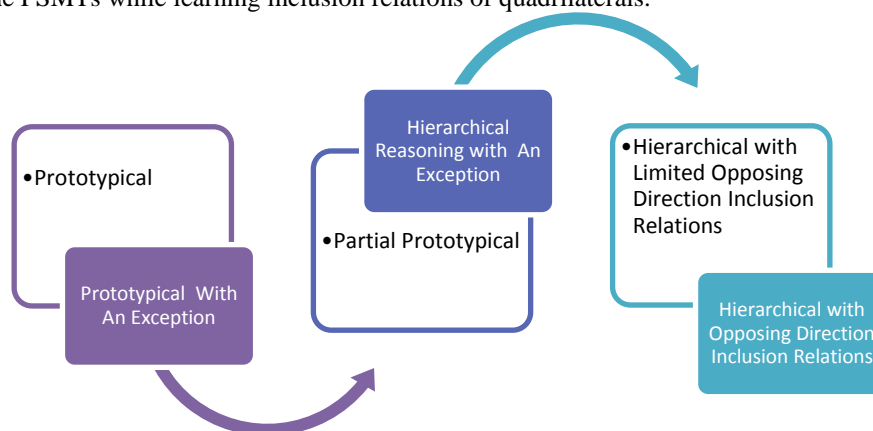 PSMTs while learning inclusion relations of quadrilaterals.
•Prototypical
Prototypical With
An Exception
Hierarchical
Reasoning with An
Exception
•Partial Prototypical
•Hierarchical with
Limited Opposing
Direction Inclusion
Relations
Hierarchical with
Opposing Direction
Inclusion Relations